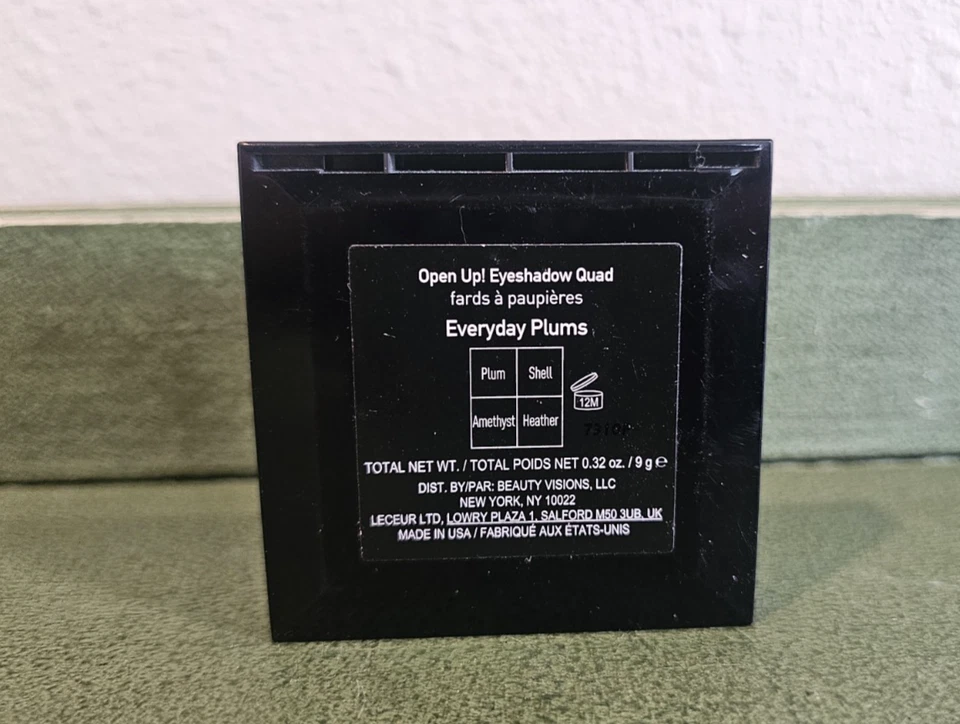 Open Up! Eyeshadow Quad
fards à paupières
Everyday Plums
Plum Shell
Amethyst Heather
12M
TOTAL NET WT. / TOTAL POIDS NET 0.32 oz. / 9 g ℮
DIST. BY/PAR: BEAUTY VISIONS, LLC
NEW YORK, NY 10022
LECEUR LTD, LOWRY PLAZA 1, SALFORD M50 3UB, UK
MADE IN USA / FABRIQUÉ AUX ÉTATS-UNIS